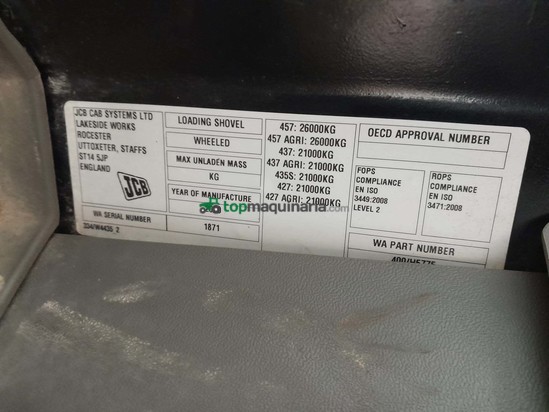 JCB CAB SYSTEMS LTD
LAKESIDE WORKS
ROCESTER
UTTOXETER, STAFFS
ST14 5JP
ENGLAND
JCB
WA SERIAL NUMBER
LOADING SHOVEL
WHEELED
MAX UNLADEN MASS
KG
YEAR OF MANUFACTURE
1871
457: 26000KG
457 AGRI: 26000KG
437: 21000KG
437 AGRI: 21000KG
435S: 21000KG
427: 21000KG
427 AGRI: 21000KG
OECD APPROVAL NUMBER
FOPS
COMPLIANCE
EN ISO
3449:2008
LEVEL 2
ROPS
COMPLIANCE
EN ISO
3471:2008
WA PART NUMBER
topmaquinaria.com